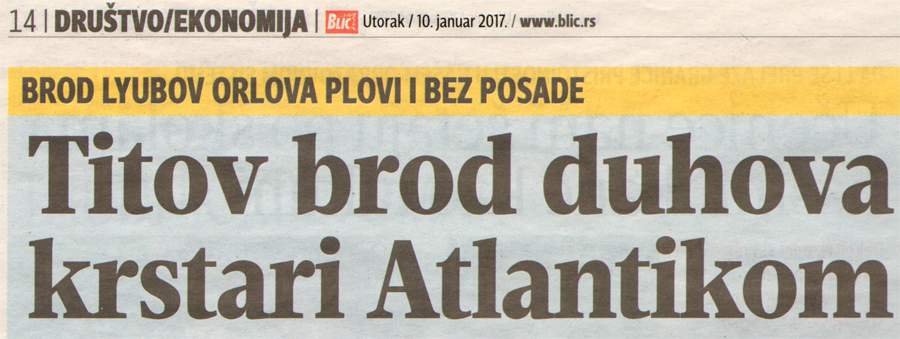 14 | DRUŠTVO/EKONOMIJA | Blic Utorak / 10. januar 2017. / www.blic.rs
BROD LYUBOV ORLOVA PLOVI I BEZ POSADE
Titov brod duhova
krstari Atlantikom